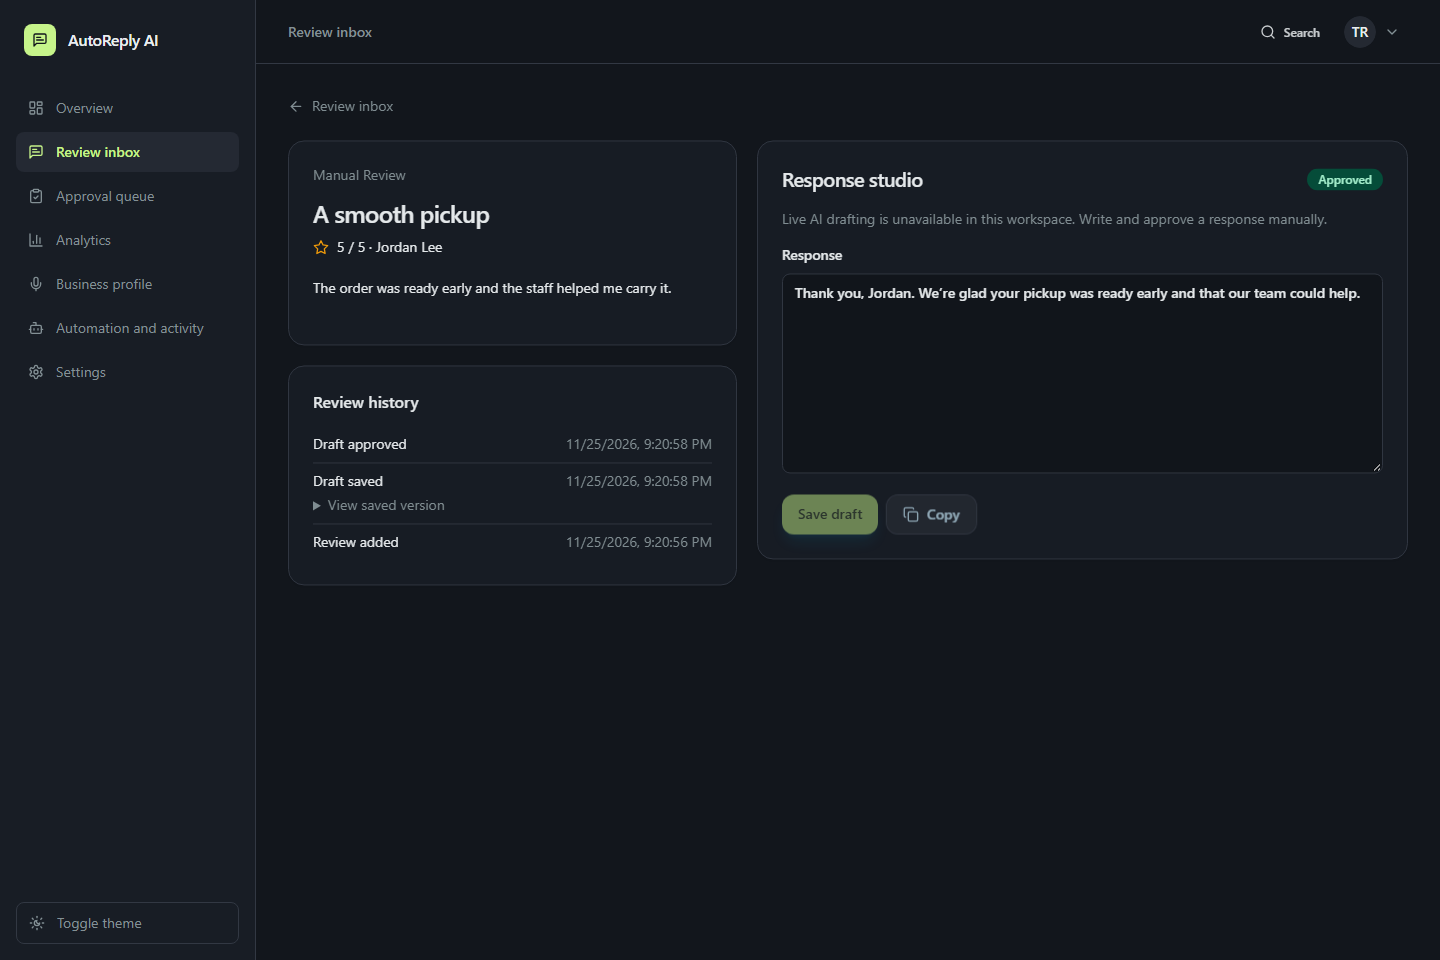 AutoReply AI
Overview
Review inbox
Approval queue
Analytics
Business profile
Automation and activity
Settings
Toggle theme
Review inbox
Search
TR
Review inbox
Manual Review
A smooth pickup
5 / 5 · Jordan Lee
The order was ready early and the staff helped me carry it.
Review history
Draft approved 11/25/2026, 9:20:58 PM
Draft saved 11/25/2026, 9:20:58 PM
View saved version
Review added 11/25/2026, 9:20:56 PM
Response studio
Approved
Live AI drafting is unavailable in this workspace. Write and approve a response manually.
Response
Thank you, Jordan. We’re glad your pickup was ready early and that our team could help.
Save draft
Copy